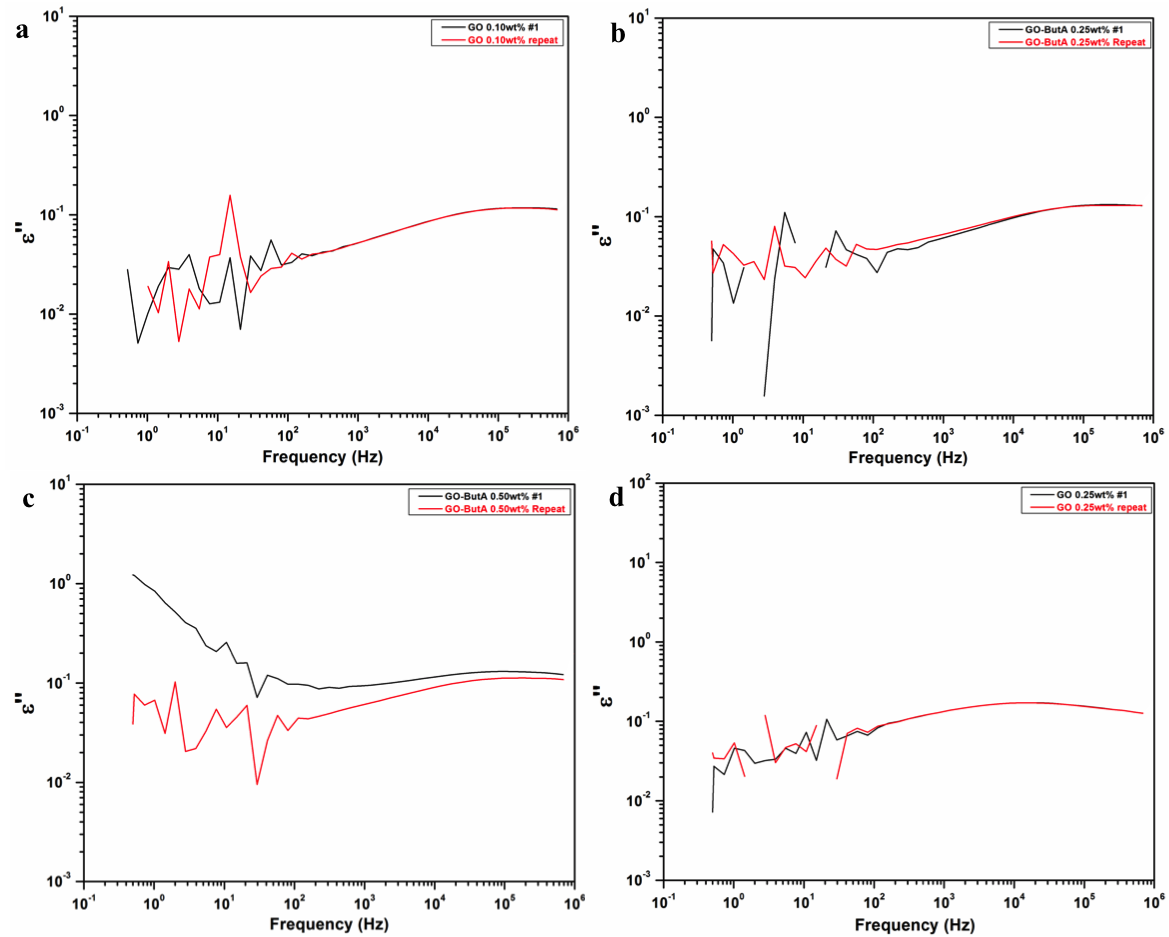 a
GO 0.10wt% #1
GO 0.10wt% repeat
10^1
10^0
10^-1
10^-2
10^-3
ε"
10^-1 10^0 10^1 10^2 10^3 10^4 10^5 10^6
Frequency (Hz)
b
GO-ButA 0.25wt% #1
GO-ButA 0.25wt% Repeat
10^1
10^0
10^-1
10^-2
10^-3
ε"
10^-1 10^0 10^1 10^2 10^3 10^4 10^5 10^6
Frequency (Hz)
c
GO-ButA 0.50wt% #1
GO-ButA 0.50wt% Repeat
10^1
10^0
10^-1
10^-2
10^-3
ε"
10^-1 10^0 10^1 10^2 10^3 10^4 10^5 10^6
Frequency (Hz)
d
GO 0.25wt% #1
GO 0.25wt% repeat
10^2
10^1
10^0
10^-1
10^-2
10^-3
ε"
10^-1 10^0 10^1 10^2 10^3 10^4 10^5 10^6
Frequency (Hz)